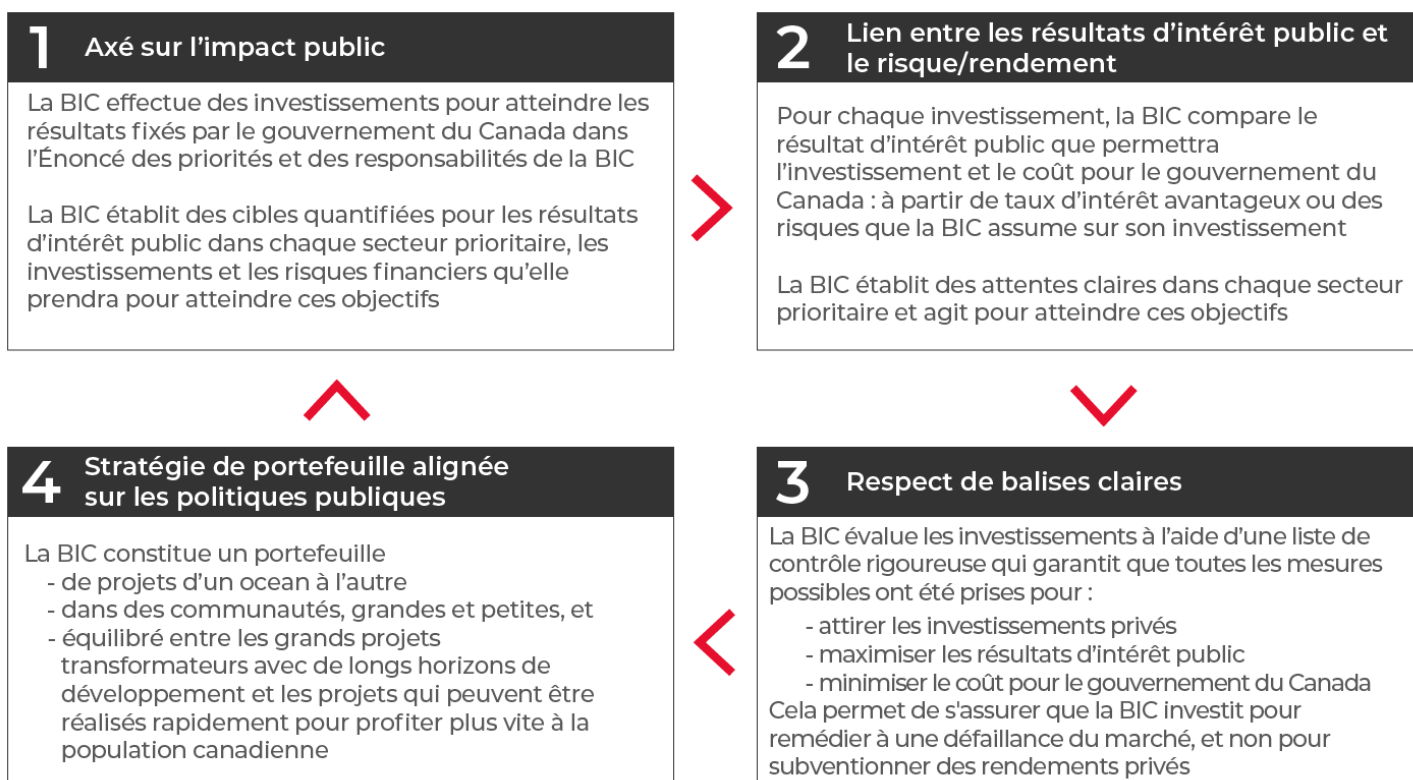 1 Axé sur l’impact public
La BIC effectue des investissements pour atteindre les
résultats fixés par le gouvernement du Canada dans
l’Énoncé des priorités et des responsabilités de la BIC
La BIC établit des cibles quantifiées pour les résultats
d’intérêt public dans chaque secteur prioritaire, les
investissements et les risques financiers qu’elle
prendra pour atteindre ces objectifs
2 Lien entre les résultats d’intérêt public et
le risque/rendement
Pour chaque investissement, la BIC compare le
résultat d’intérêt public que permettra
l’investissement et le coût pour le gouvernement du
Canada : à partir de taux d’intérêt avantageux ou des
risques que la BIC assume sur son investissement
La BIC établit des attentes claires dans chaque secteur
prioritaire et agit pour atteindre ces objectifs
3 Respect de balises claires
La BIC évalue les investissements à l’aide d’une liste de
contrôle rigoureuse qui garantit que toutes les mesures
possibles ont été prises pour :
- attirer les investissements privés
- maximiser les résultats d’intérêt public
- minimiser le coût pour le gouvernement du Canada
Cela permet de s'assurer que la BIC investit pour
remédier à une défaillance du marché, et non pour
subventionner des rendements privés
4 Stratégie de portefeuille alignée
sur les politiques publiques
La BIC constitue un portefeuille
- de projets d’un ocean à l’autre
- dans des communautés, grandes et petites, et
- équilibré entre les grands projets
transformateurs avec de longs horizons de
développement et les projets qui peuvent être
réalisés rapidement pour profiter plus vite à la
population canadienne